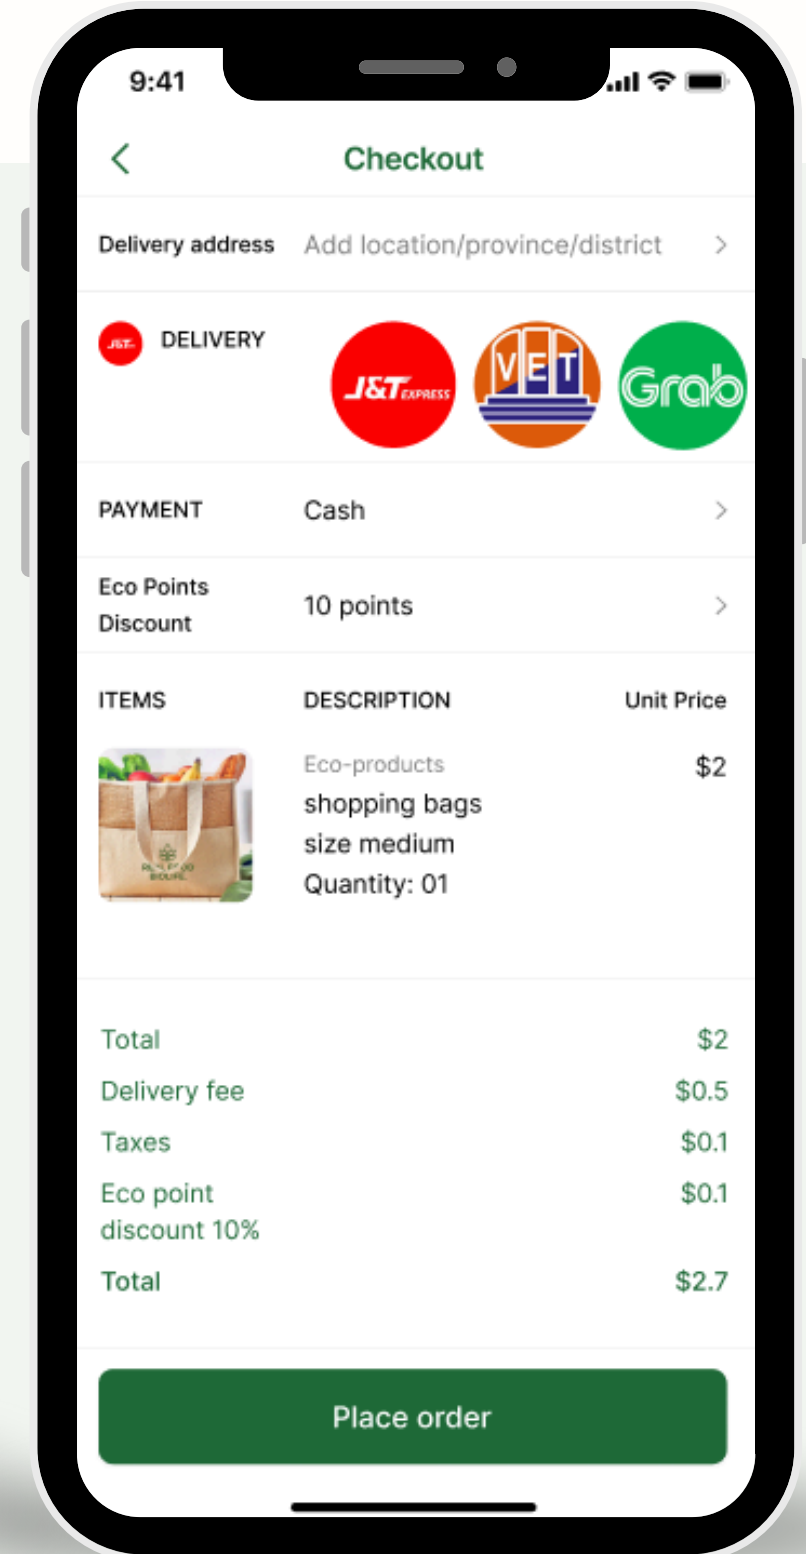 9:41
Checkout
Delivery address Add location/province/district
J&T DELIVERY
J&T EXPRESS VET Grab
PAYMENT Cash
Eco Points
Discount
10 points
ITEMS DESCRIPTION Unit Price
Eco-products $2
shopping bags
size medium
Quantity: 01
BIOLIFE
Total $2
Delivery fee $0.5
Taxes $0.1
Eco point $0.1
discount 10%
Total $2.7
Place order